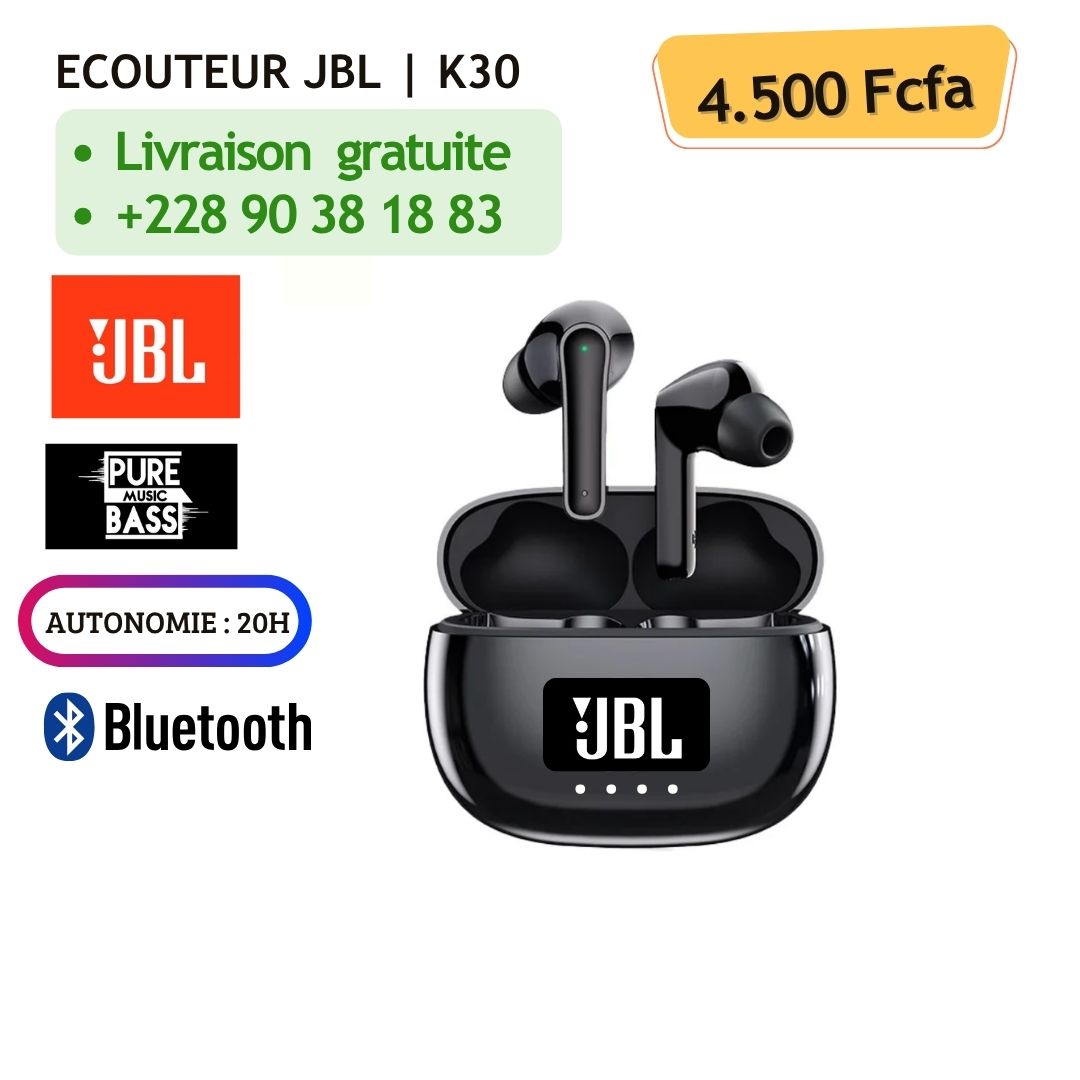 ECOUTEUR JBL | K30
4.500 Fcfa
• Livraison gratuite
• +228 90 38 18 83
JBL
PURE
MUSIC
BASS
AUTONOMIE : 20H
Bluetooth
JBL